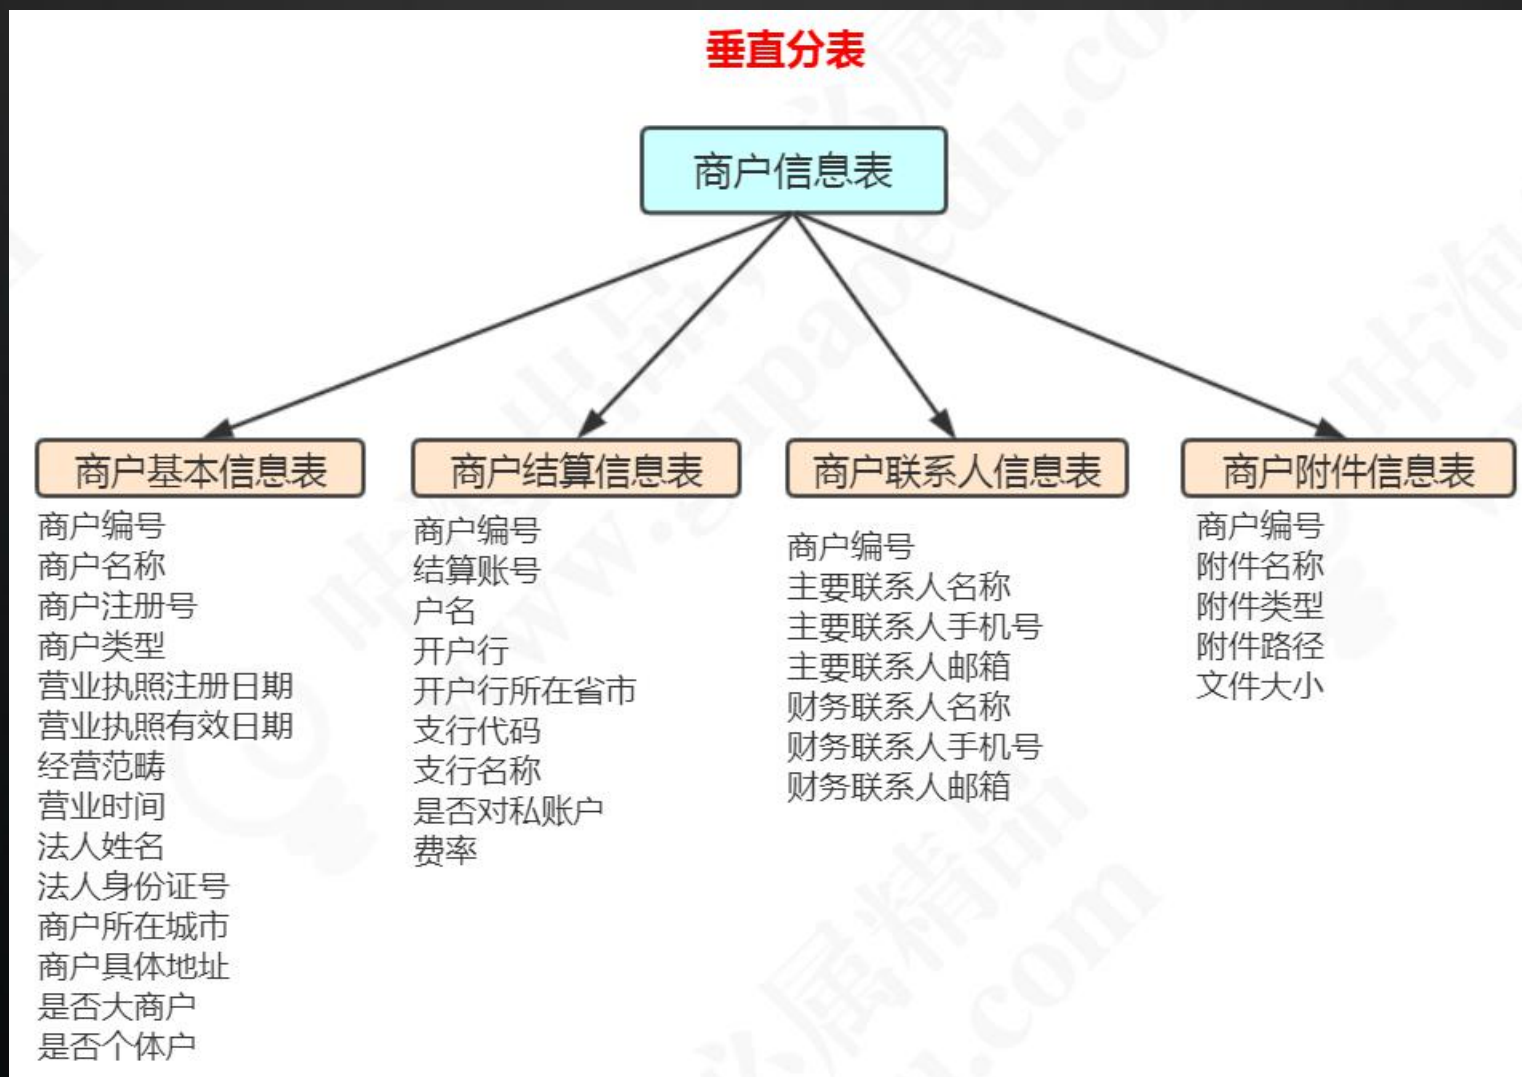 垂直分表
商户信息表
商户基本信息表
商户编号
商户名称
商户注册号
商户类型
营业执照注册日期
营业执照有效日期
经营范畴
营业时间
法人姓名
法人身份证号
商户所在城市
商户具体地址
是否大商户
是否个体户
商户结算信息表
商户编号
结算账号
户名
开户行
开户行所在省市
支行代码
支行名称
是否对私账户
费率
商户联系人信息表
商户编号
主要联系人名称
主要联系人手机号
主要联系人邮箱
财务联系人名称
财务联系人手机号
财务联系人邮箱
商户附件信息表
商户编号
附件名称
附件类型
附件路径
文件大小